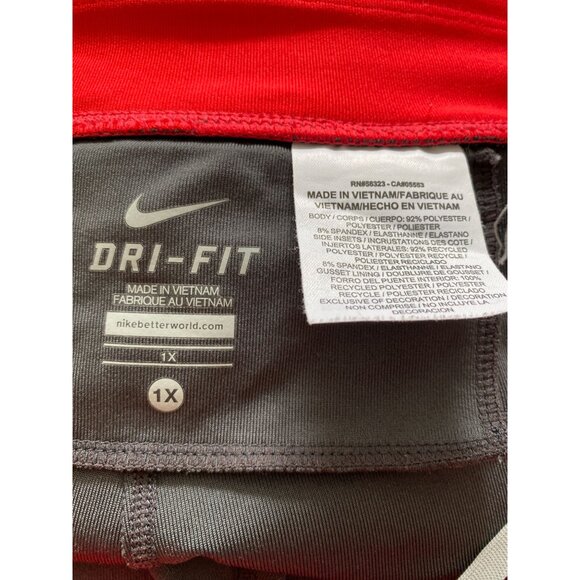 DRI-FIT
MADE IN VIETNAM
FABRIQUE AU VIETNAM
nikebetterworld.com
1X
1X
RN#56323 - CA#05553
MADE IN VIETNAM/FABRIQUE AU
VIETNAM/HECHO EN VIETNAM
BODY / CORPS / CUERPO: 92% POLYESTER /
POLYESTER / POLIÉSTER
8% SPANDEX / ELASTHANNE / ELASTANO
SIDE INSETS / INCRUSTATIONS DES COTE /
INJERTOS LATERALES: 92% RECYCLED
POLYESTER / POLYESTER RECYCLE /
POLIESTER RECICLADO
8% SPANDEX / ELASTHANNE / ELASTANO
GUSSET LINING / DOUBLURE DE GOUSSET /
FORRO DEL PUENTE INTERIOR: 100%
RECYCLED POLYESTER / POLYESTER
RECYCLE / POLIESTER RECICLADO
EXCLUSIVE OF DECORATION / DECORATION
NON COMPRISE / NO INCLUYE LA
DECORACION